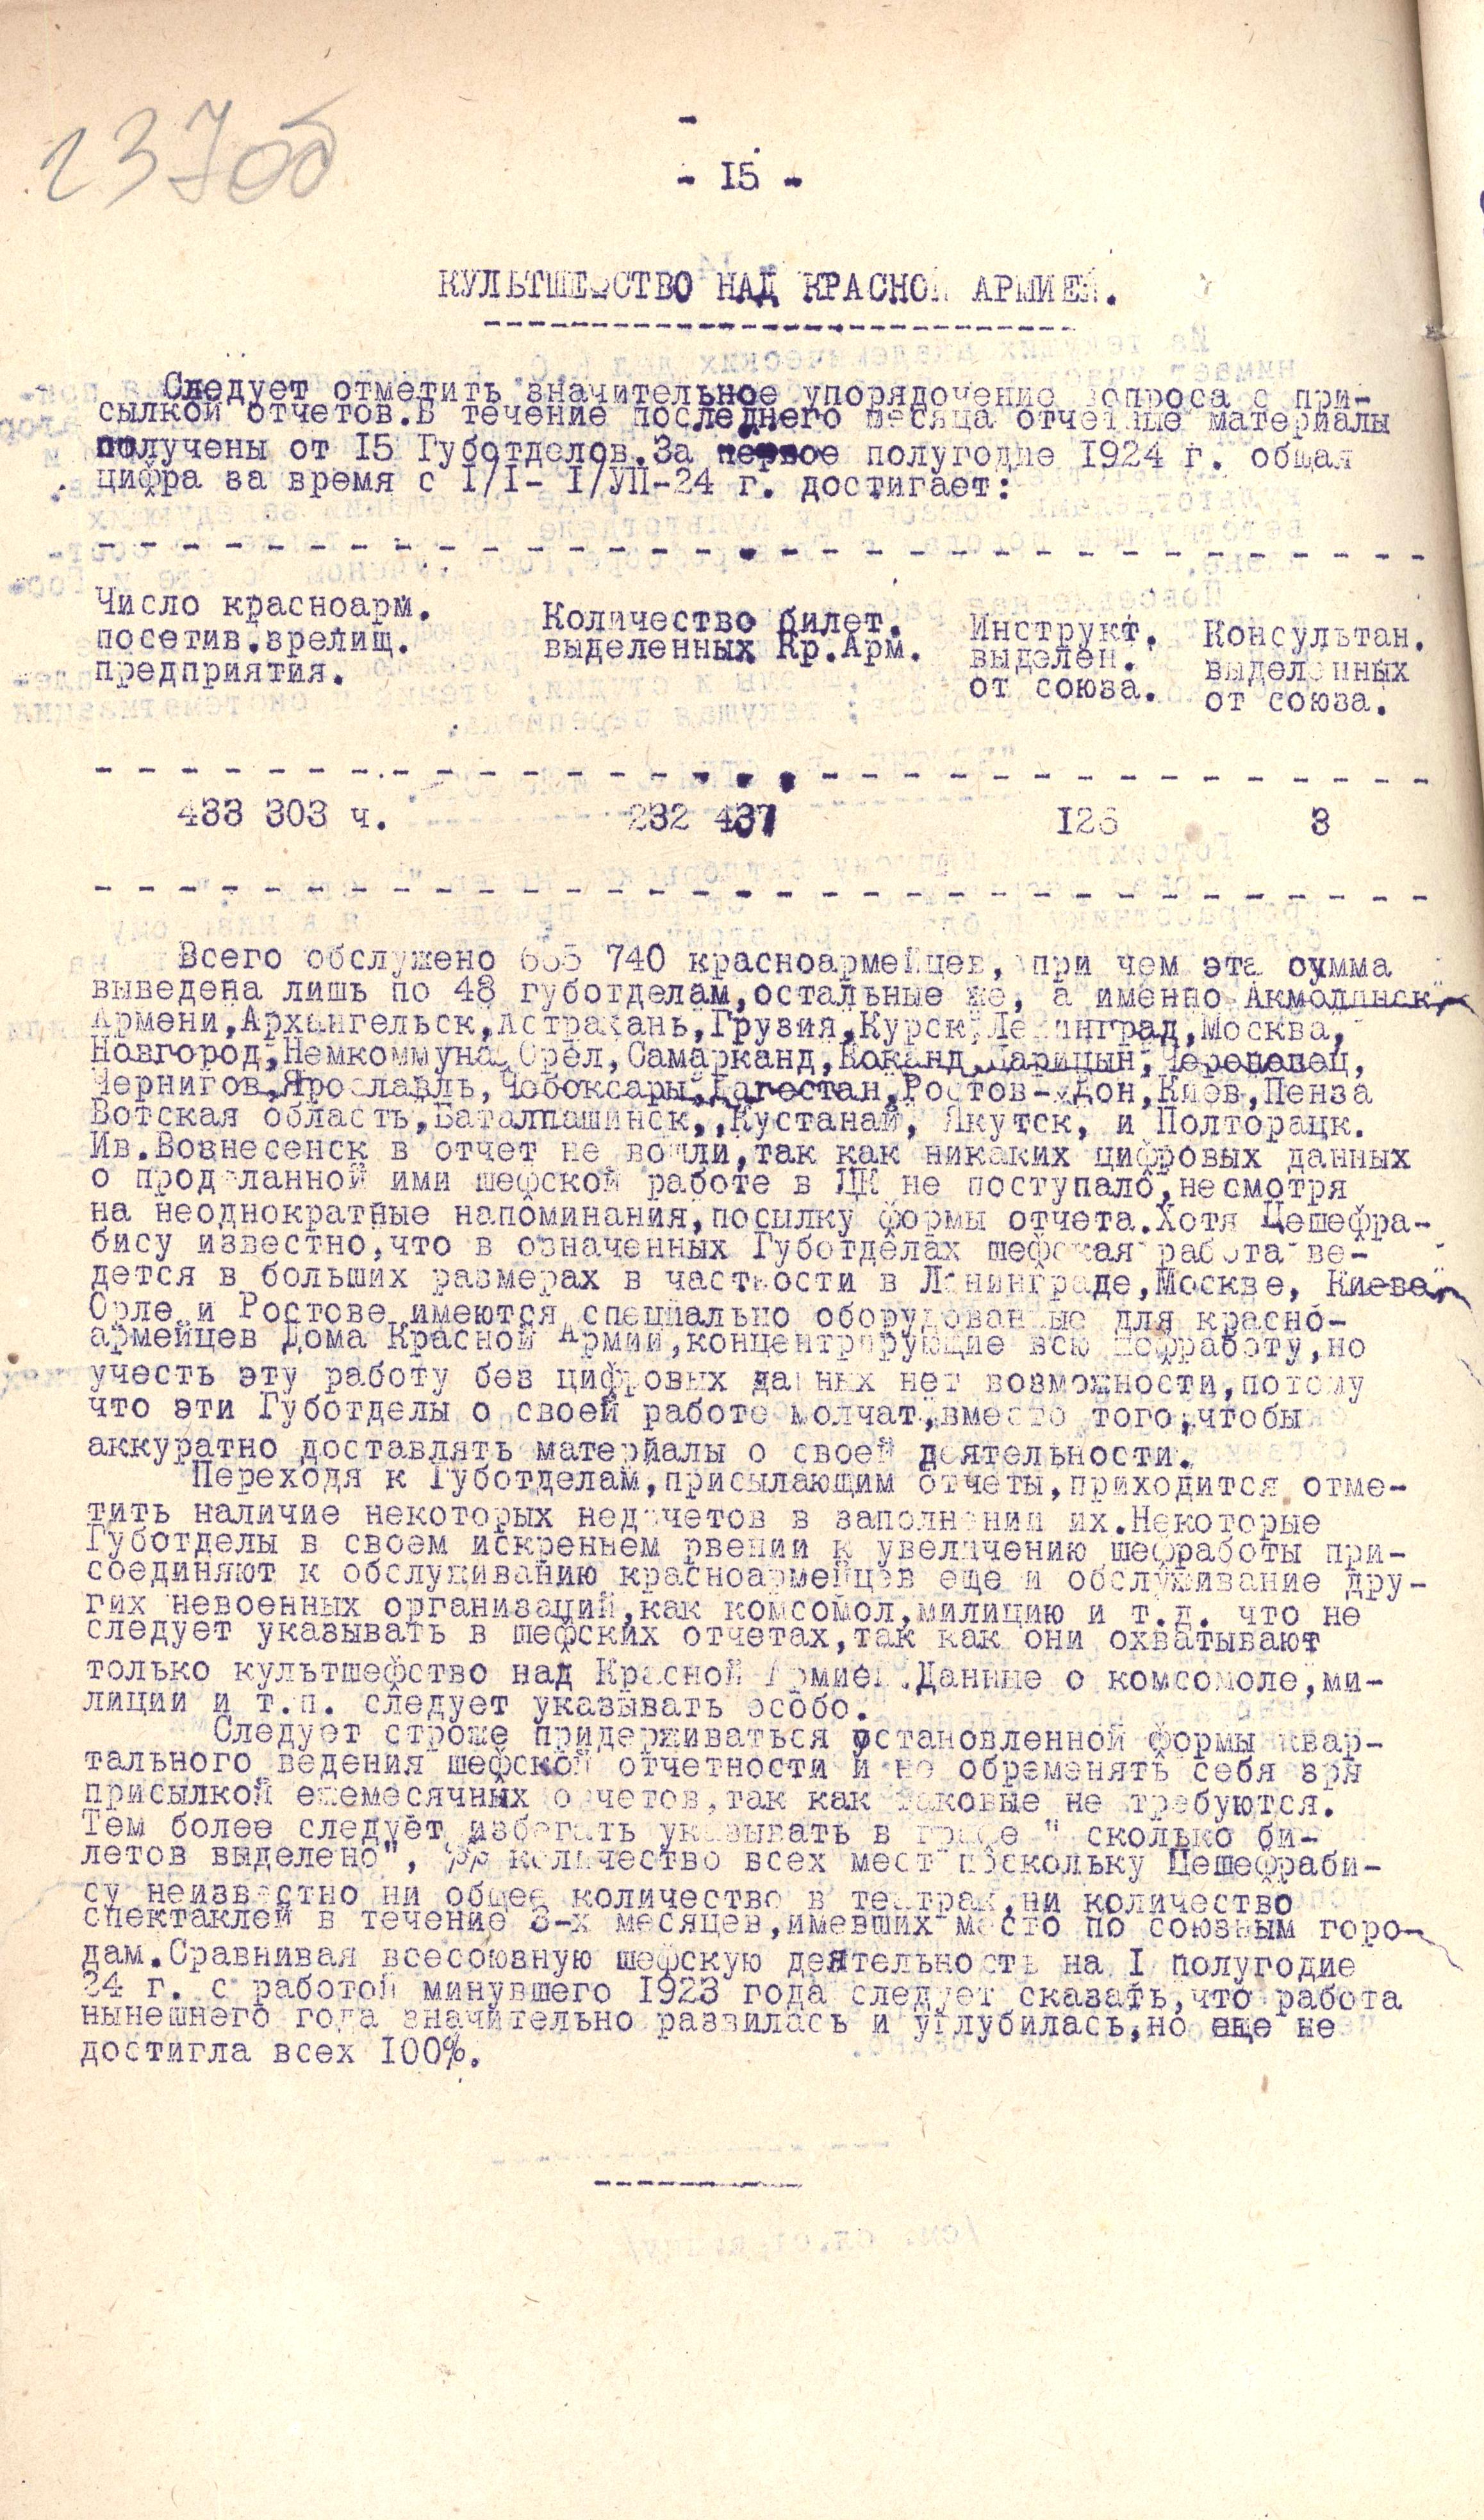 237об
-
- I5 -
КУЛЬТШЕФСТВО НАД КРАСНОЙ АРМИЕЙ.
Следует отметить значительное упорядочение вопроса с при-
сылкой отчетов.В течение последнего месяца отчетные материалы
получены от I5 Губотделов.За первое полугодие I924 г. общая
цифра за время с I/I- I/УП-24 г. достигает:
Число красноарм.
посетив.зрелищ.
предприятия.
Количество билет.
выделенных Кр.Арм.
Инструкт.
выделен.
от союза.
Консультан.
выделенных
от союза.
433 303 ч. 232 437 I26 3
Всего обслужено 740 красноармейцев, при чем эта сумма
выведена лишь по 48 губотделам,остальные же, а именно Акмолинск,
Армени,Архангельск,Астрахань,Грузия,Курск,Ленинград,Москва,
Новгород,Немкоммуна,Орёл,Самарканд,Коканд,Царицын,Череповец,
Чернигов,Ярославль,Чобоксары,Дагестан,Ростов-Дон,Киев,Пенза
Вотская область,Баталпашинск,,Кустанай, Якутск, и Полторацк.
Ив.Вознесенск в отчет не вошли,так как никаких цифровых данных
о проделанной ими шефской работе в ЦК не поступало,несмотря
на неоднократные напоминания,посылку формы отчета.Хотя Цешефра-
бису известно,что в означенных Губотделах шефская работа ве-
дется в больших размерах в частности в Ленинграде,Москве, Киеве,
Орле и Ростове имеются специально оборудованные для красно-
армейцев Дома Красной Армии,концентрирующие всю шефработу,но
учесть эту работу без цифровых данных нет возможности,потому
что эти Губотделы о своей работе молчат,вместо того,чтобы
аккуратно доставлять материалы о своей деятельности.
Переходя к Губотделам,присылающим отчеты,приходится отме-
тить наличие некоторых недочетов в заполнении их.Некоторые
Губотделы в своем искреннем рвении к увеличению шефработы при-
соединяют к обслуживанию красноармейцев еще и обслуживание дру-
гих невоенных организаций,как комсомол,милицию и т.д. что не
следует указывать в шефских отчетах,так как они охватывают
только культшефство над Красной Армией.Данные о комсомоле,ми-
лиции и т.п. следует указывать особо.
Следует строже придерживаться установленной формы квар-
тального ведения шефской отчетности и не обременять себя зря
присылкой ежемесячных отчетов,так как таковые не требуются.
Тем более следует избегать указывать в графе " сколько би-
летов выделено", количество всех мест поскольку Цешефраби-
су неизвестно ни общее количество в театрах,ни количество
спектаклей в течение 3-х месяцев,имевших место по союзным горо-
дам.Сравнивая всесоюзную шефскую деятельность на I полугодие
24 г. с работой минувшего I923 года следует сказать,что работа
нынешнего года значительно развилась и углубилась,но еще не
достигла всех I00%.